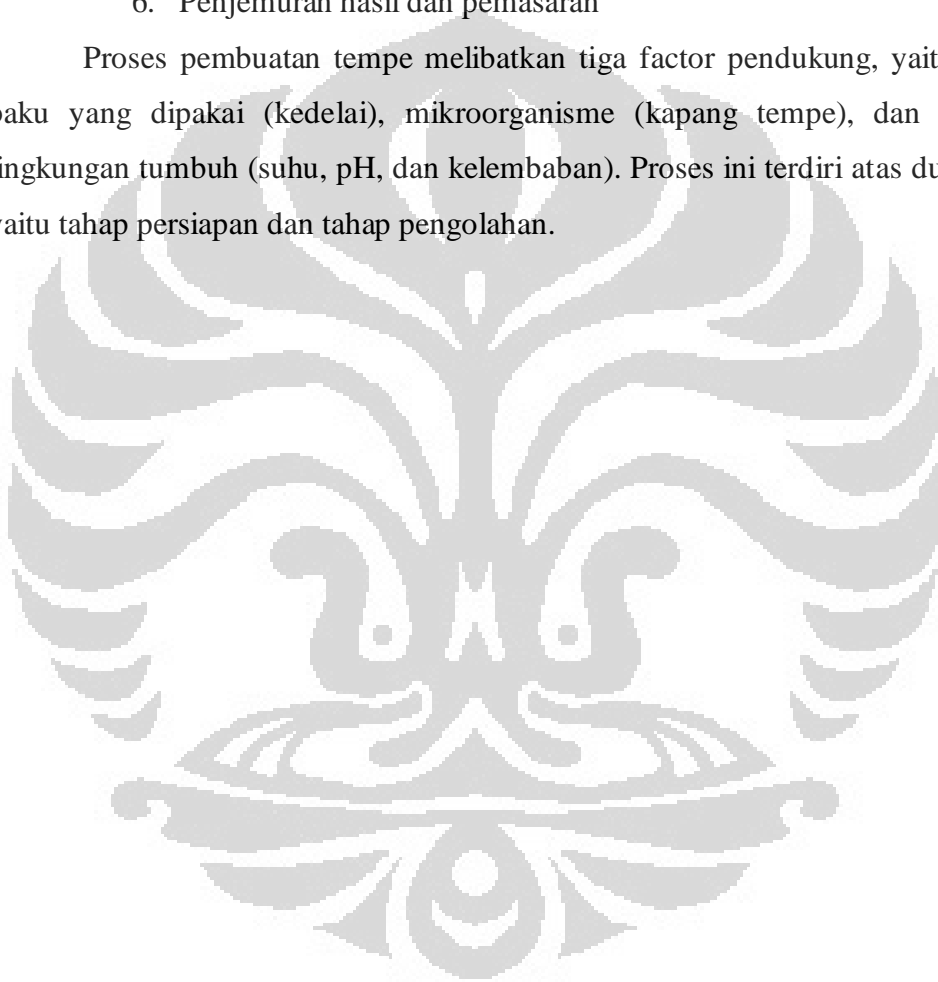 6. Penjemuran hasil dan pemasaran
Proses pembuatan tempe melibatkan tiga factor pendukung, yait
baku yang dipakai (kedelai), mikroorganisme (kapang tempe), dan
ingkungan tumbuh (suhu, pH, dan kelembaban). Proses ini terdiri atas du
yaitu tahap persiapan dan tahap pengolahan.